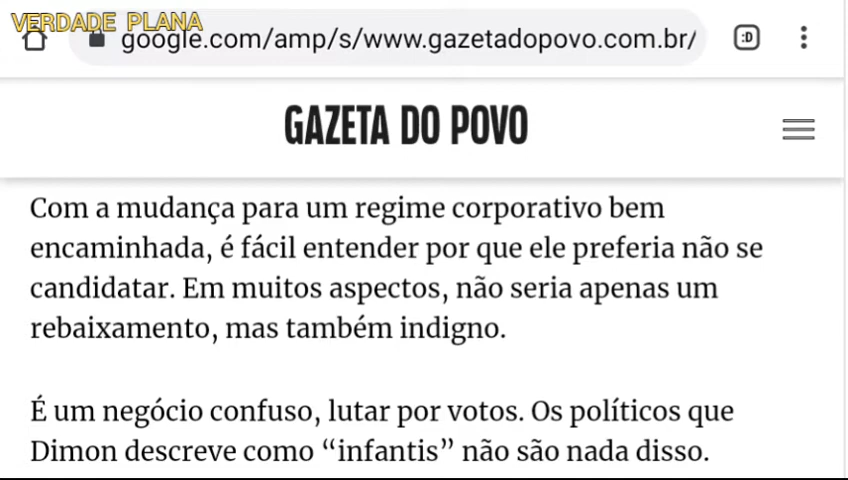 VERDADE PLANA
google.com/amp/s/www.gazetadopovo.com.br/
:D
GAZETA DO POVO
Com a mudança para um regime corporativo bem
encaminhada, é fácil entender por que ele preferia não se
candidatar. Em muitos aspectos, não seria apenas um
rebaixamento, mas também indigno.
É um negócio confuso, lutar por votos. Os políticos que
Dimon descreve como “infantis” não são nada disso.